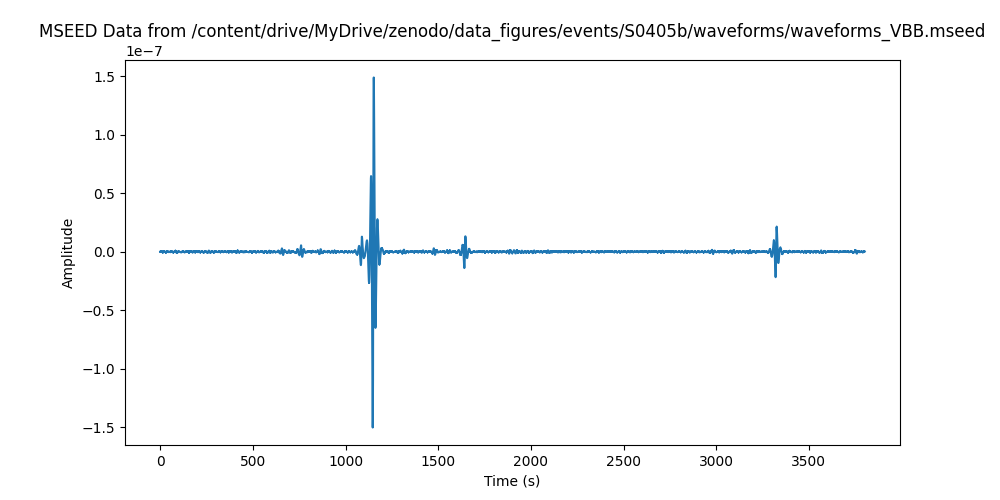 MSEED Data from /content/drive/MyDrive/zenodo/data_figures/events/S0405b/waveforms/waveforms_VBB.mseed
1e−7
1.5
1.0
0.5
0.0
−0.5
−1.0
−1.5
Amplitude
0 500 1000 1500 2000 2500 3000 3500
Time (s)